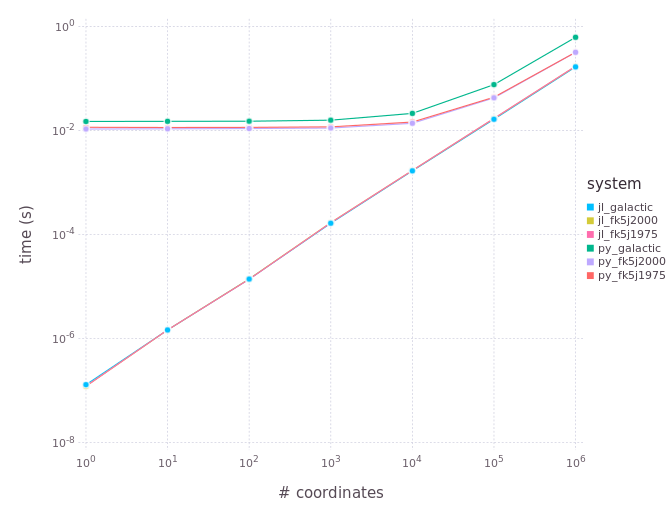 10^0
10^-2
10^-4
10^-6
10^-8
time (s)
10^0 10^1 10^2 10^3 10^4 10^5 10^6
# coordinates
system
jl_galactic
jl_fk5j2000
jl_fk5j1975
py_galactic
py_fk5j2000
py_fk5j1975